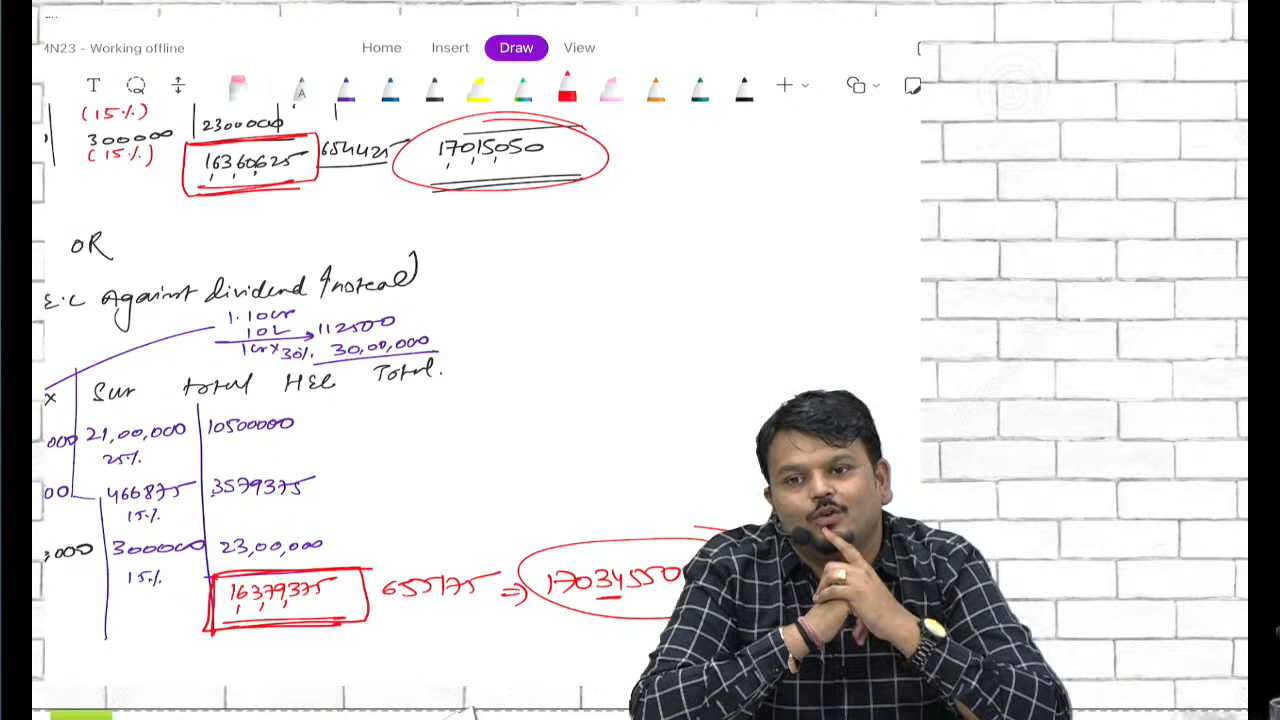 MN23 - Working offline
Home Insert Draw View
(15%)
2300000
300000
(15%)
16360625 654425 17015050
OR
E.C Against dividend (Instead)
1.10cr
10L 112500
1cr x 30% 30,00,000
x Sur total HEC Total.
000 21,00,000 10500000
25%
00 466875 3579375
15%
,000 300000 23,00,000
15%
16379375 655175 ⇒ 17034550